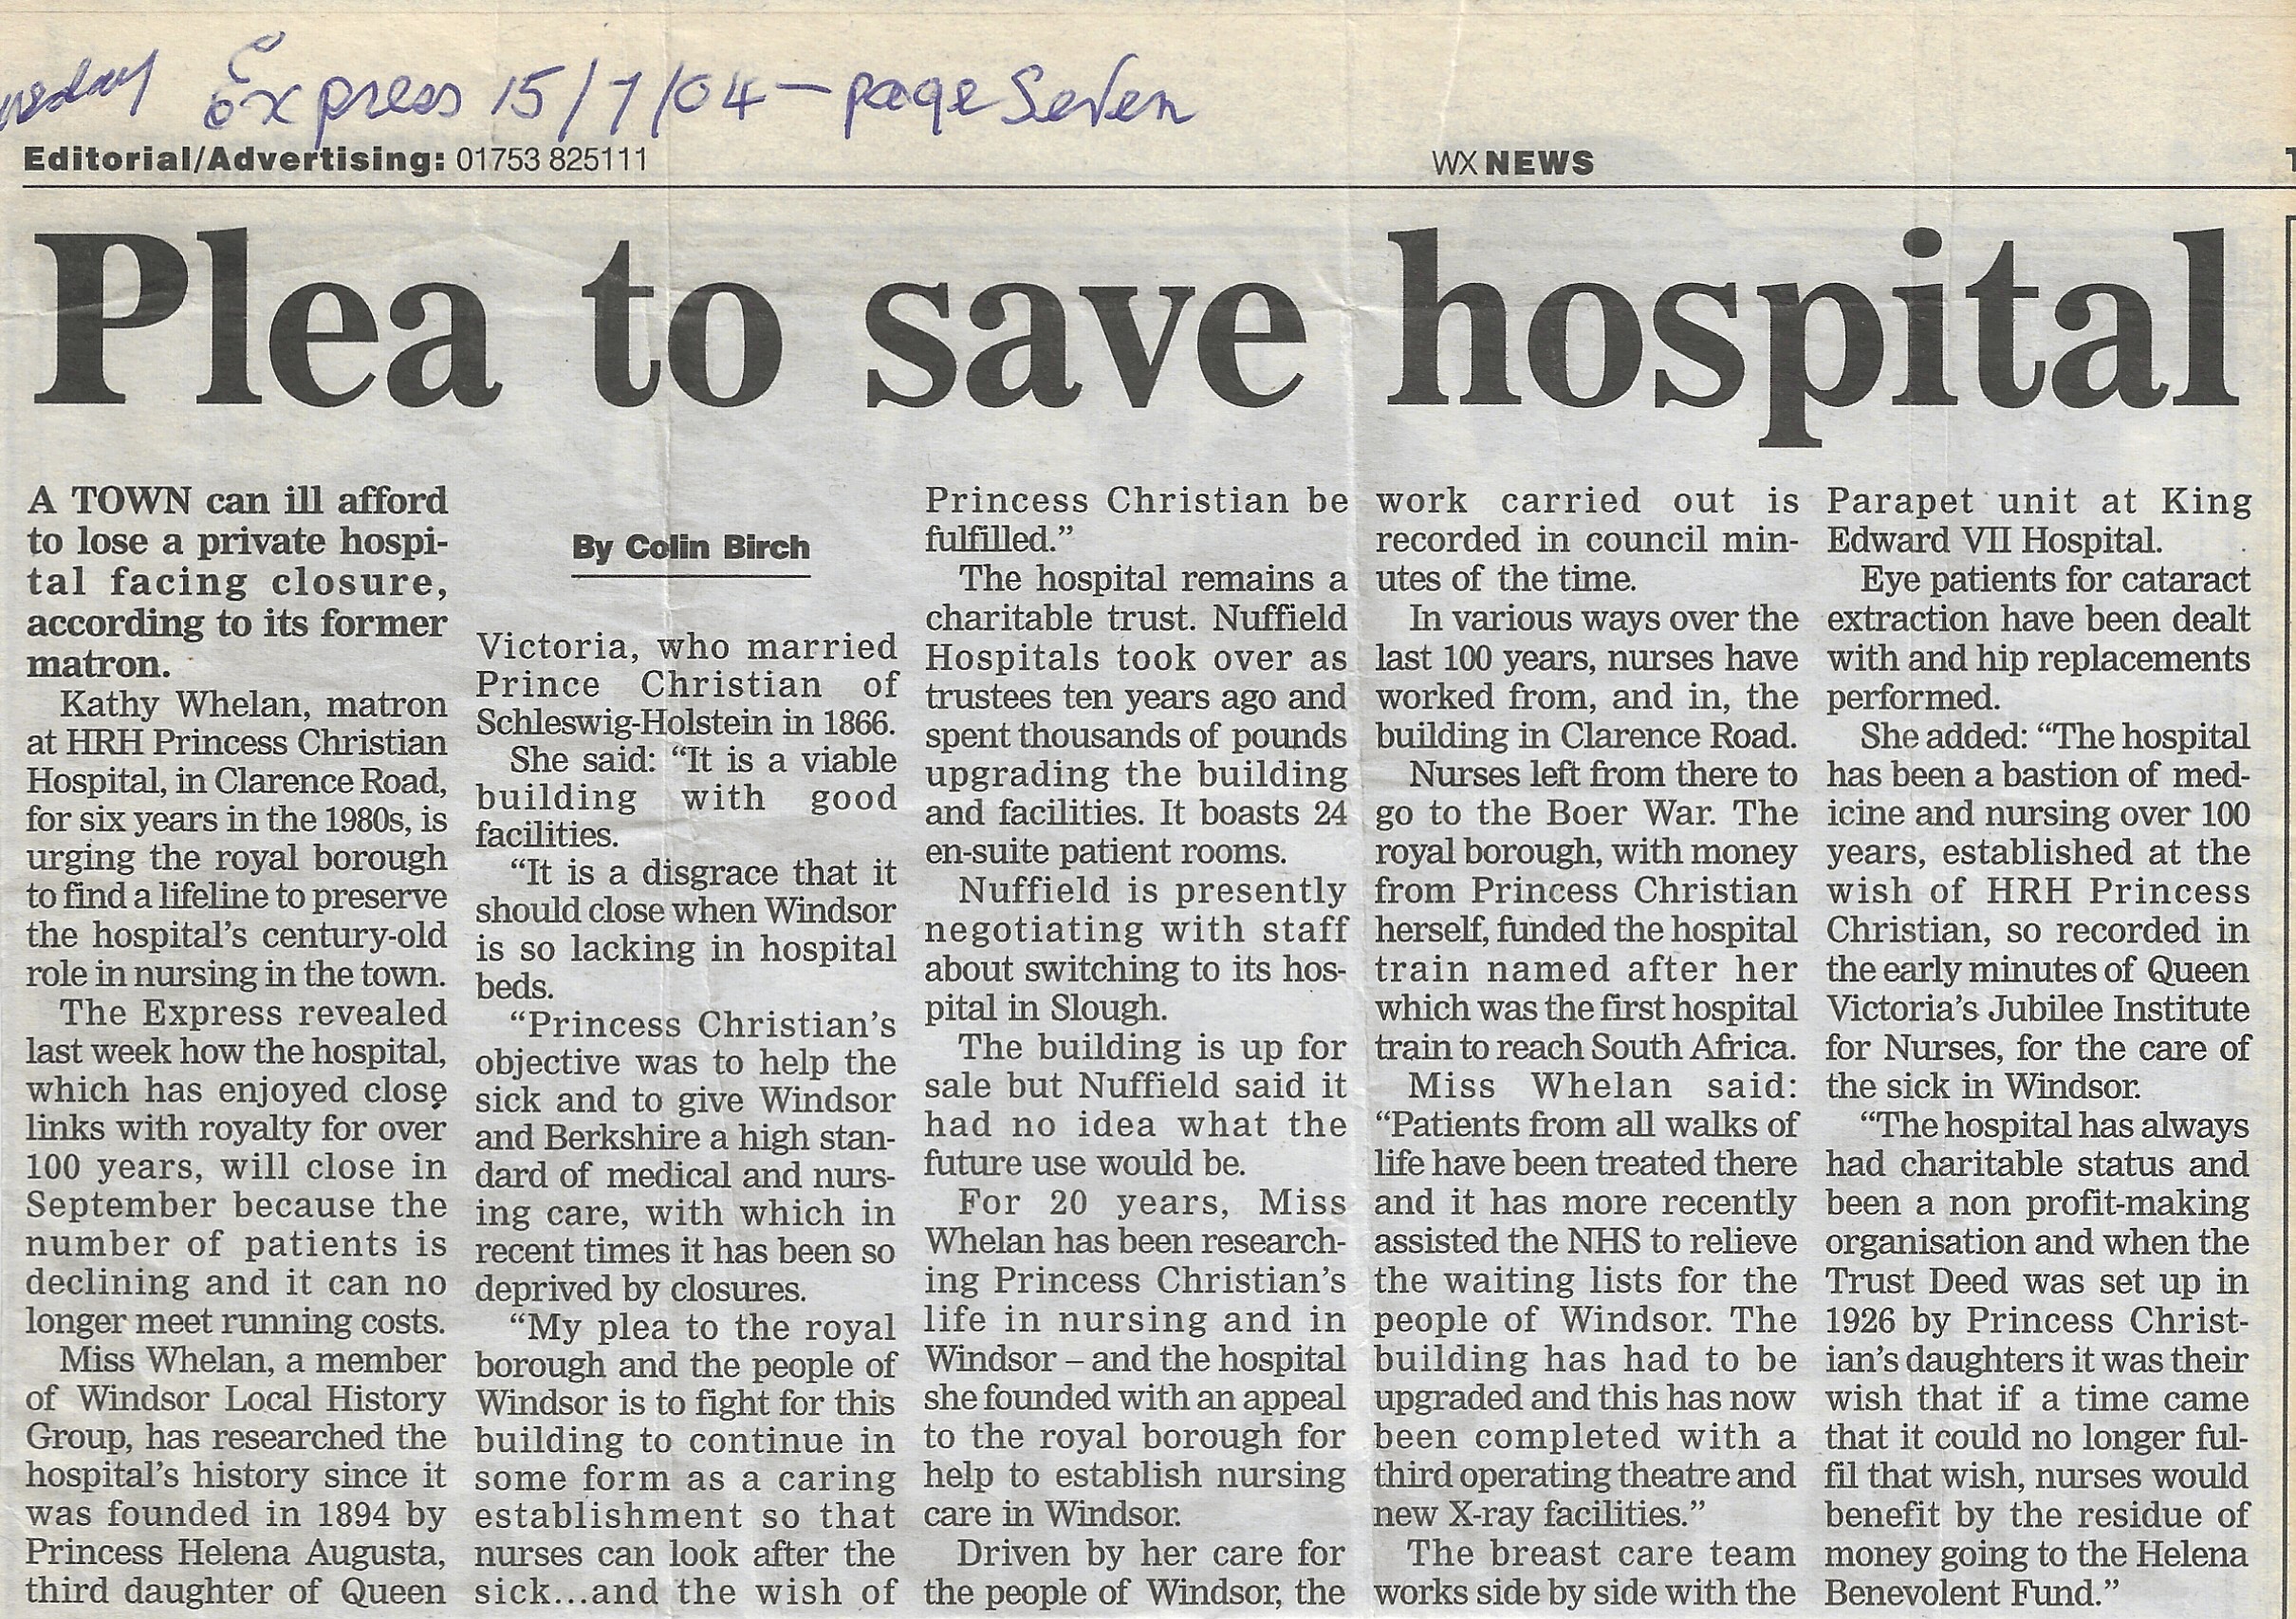 Express 15/7/04 – page Seven
Editorial/Advertising: 01753 825111
WX NEWS
Plea to save hospital
A TOWN can ill afford
to lose a private hospi-
tal facing closure,
according to its former
matron.
Kathy Whelan, matron
at HRH Princess Christian
Hospital, in Clarence Road,
for six years in the 1980s, is
urging the royal borough
to find a lifeline to preserve
the hospital's century-old
role in nursing in the town.
The Express revealed
last week how the hospital,
which has enjoyed close
links with royalty for over
100 years, will close in
September because the
number of patients is
declining and it can no
longer meet running costs.
Miss Whelan, a member
of Windsor Local History
Group, has researched the
hospital's history since it
was founded in 1894 by
Princess Helena Augusta,
third daughter of Queen
By Colin Birch
Victoria, who married
Prince Christian of
Schleswig-Holstein in 1866.
She said: “It is a viable
building with good
facilities.
“It is a disgrace that it
should close when Windsor
is so lacking in hospital
beds.
“Princess Christian's
objective was to help the
sick and to give Windsor
and Berkshire a high stan-
dard of medical and nurs-
ing care, with which in
recent times it has been so
deprived by closures.
“My plea to the royal
borough and the people of
Windsor is to fight for this
building to continue in
some form as a caring
establishment so that
nurses can look after the
sick...and the wish of
Princess Christian be
fulfilled.”
The hospital remains a
charitable trust. Nuffield
Hospitals took over as
trustees ten years ago and
spent thousands of pounds
upgrading the building
and facilities. It boasts 24
en-suite patient rooms.
Nuffield is presently
negotiating with staff
about switching to its hos-
pital in Slough.
The building is up for
sale but Nuffield said it
had no idea what the
future use would be.
For 20 years, Miss
Whelan has been research-
ing Princess Christian's
life in nursing and in
Windsor – and the hospital
she founded with an appeal
to the royal borough for
help to establish nursing
care in Windsor.
Driven by her care for
the people of Windsor, the
work carried out is
recorded in council min-
utes of the time.
In various ways over the
last 100 years, nurses have
worked from, and in, the
building in Clarence Road.
Nurses left from there to
go to the Boer War. The
royal borough, with money
from Princess Christian
herself, funded the hospital
train named after her
which was the first hospital
train to reach South Africa.
Miss Whelan said:
“Patients from all walks of
life have been treated there
and it has more recently
assisted the NHS to relieve
the waiting lists for the
people of Windsor. The
building has had to be
upgraded and this has now
been completed with a
third operating theatre and
new X-ray facilities.”
The breast care team
works side by side with the
Parapet unit at King
Edward VII Hospital.
Eye patients for cataract
extraction have been dealt
with and hip replacements
performed.
She added: “The hospital
has been a bastion of med-
icine and nursing over 100
years, established at the
wish of HRH Princess
Christian, so recorded in
the early minutes of Queen
Victoria's Jubilee Institute
for Nurses, for the care of
the sick in Windsor.
“The hospital has always
had charitable status and
been a non profit-making
organisation and when the
Trust Deed was set up in
1926 by Princess Christ-
ian's daughters it was their
wish that if a time came
that it could no longer ful-
fil that wish, nurses would
benefit by the residue of
money going to the Helena
Benevolent Fund.”